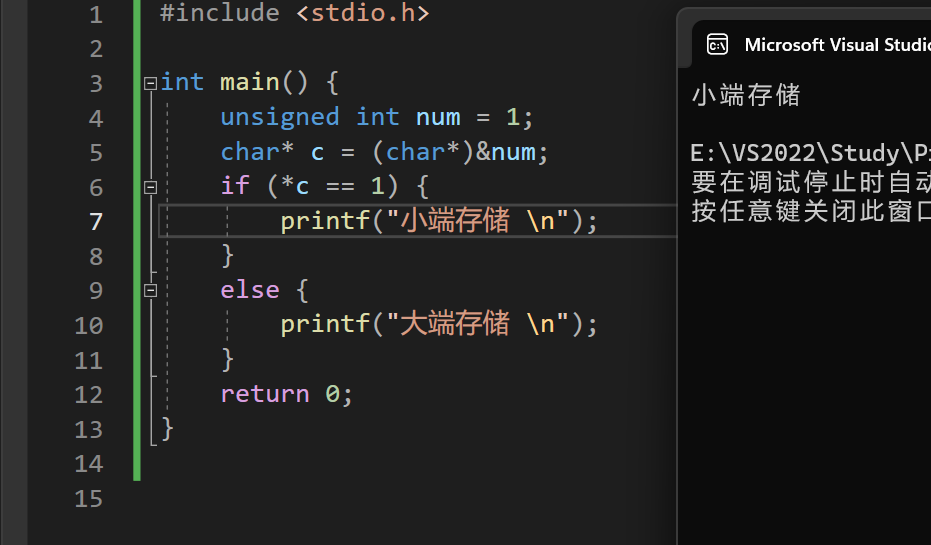 1 #include <stdio.h>
2
3 int main() {
4 unsigned int num = 1;
5 char* c = (char*)&num;
6 if (*c == 1) {
7 printf("小端存储 \n");
8 }
9 else {
10 printf("大端存储 \n");
11 }
12 return 0;
13 }
14
15
Microsoft Visual Studi
小端存储
E:\VS2022\Study\P
要在调试停止时自动
按任意键关闭此窗口